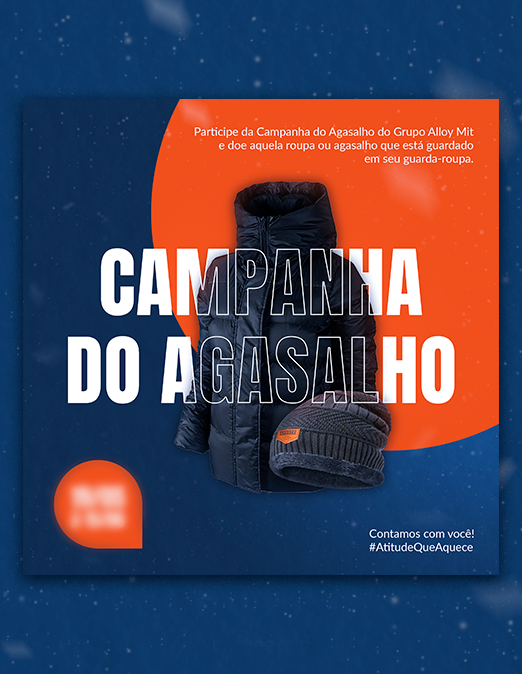 Participe da Campanha do Agasalho do Grupo Alloy Mit
e doe aquela roupa ou agasalho que está guardado
em seu guarda-roupa.
CAMPANHA
DO AGASALHO
Contamos com você!
#AtitudeQueAquece